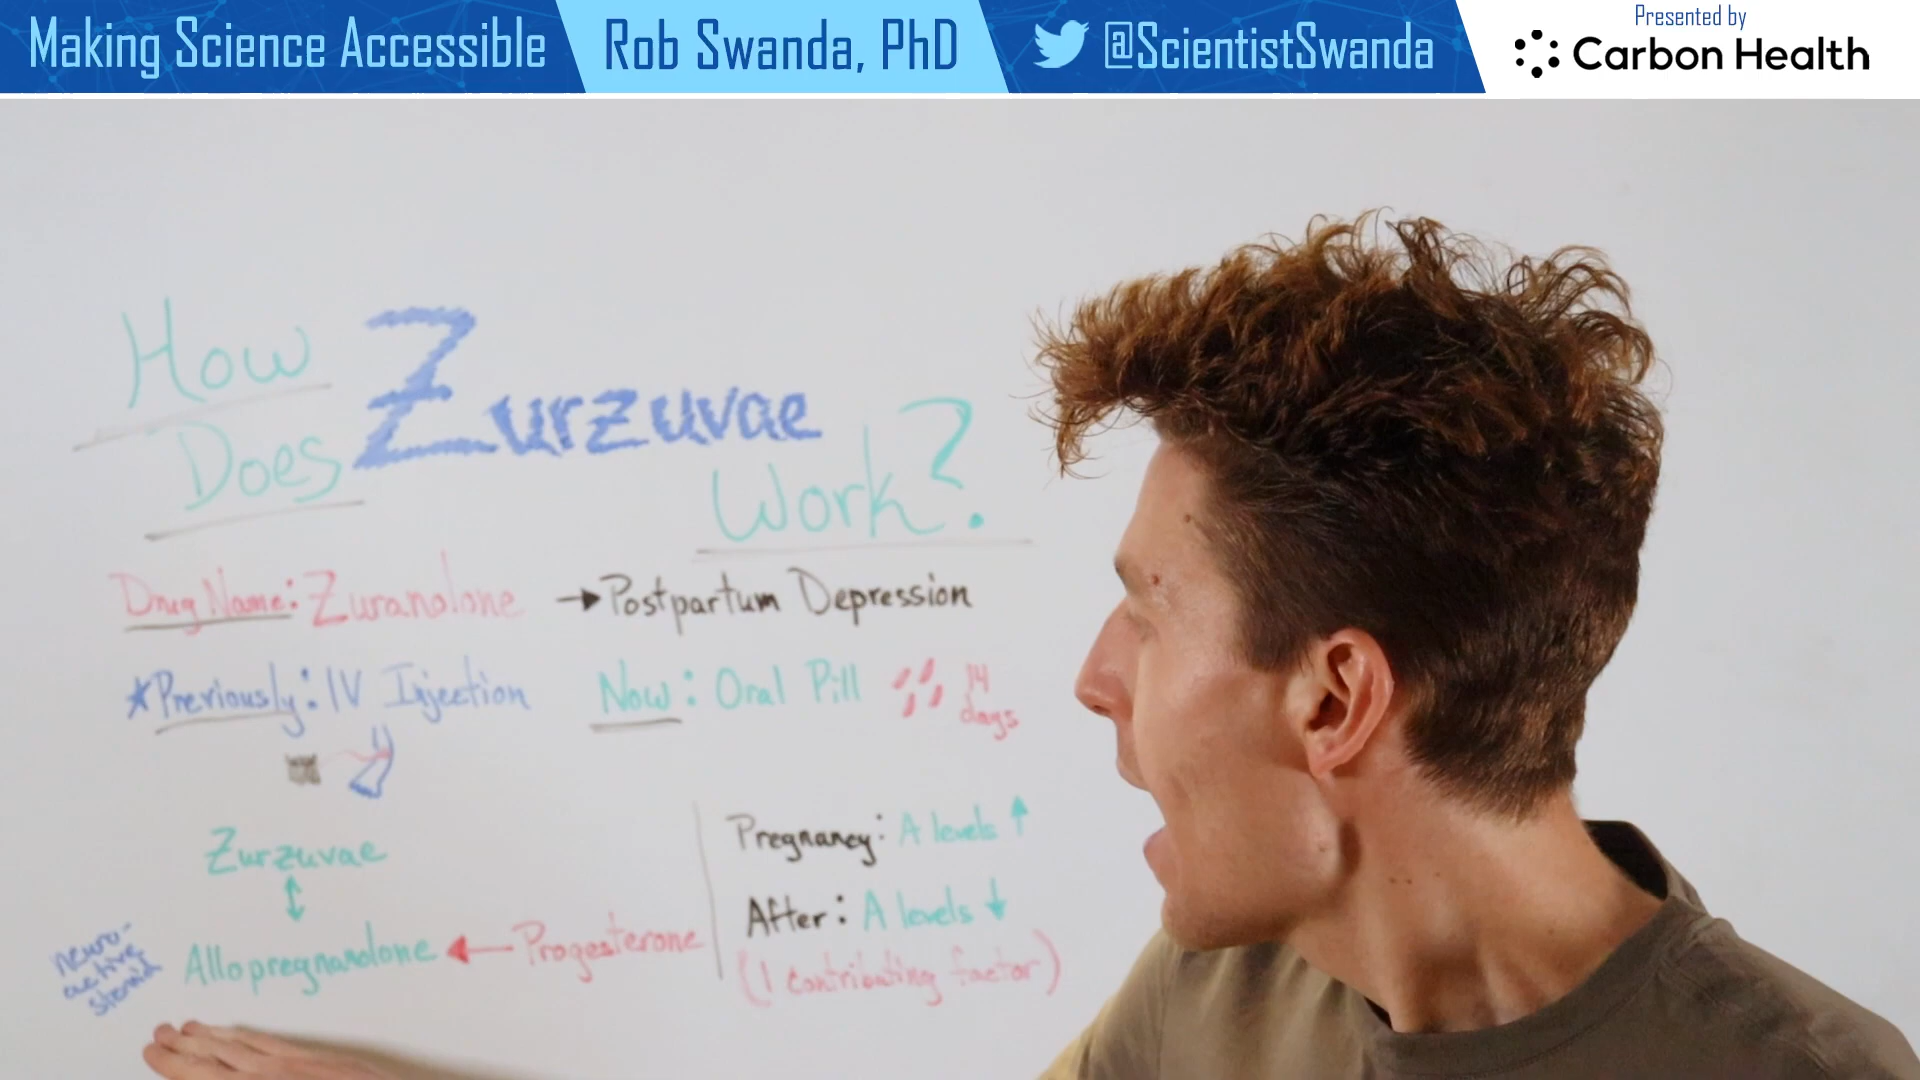 Making Science Accessible
Rob Swanda, PhD
@ScientistSwanda
Presented by
Carbon Health
How
Zurzuvae
Does
Work?
Drug Name: Zuranolone → Postpartum Depression
★Previously: IV Injection
Now: Oral Pill
14
days
Zurzuvae
↕
neuro-
active
steroid
Allopregnanolone ← Progesterone
Pregnancy: A levels ↑
After: A levels ↓
(1 contributing factor)